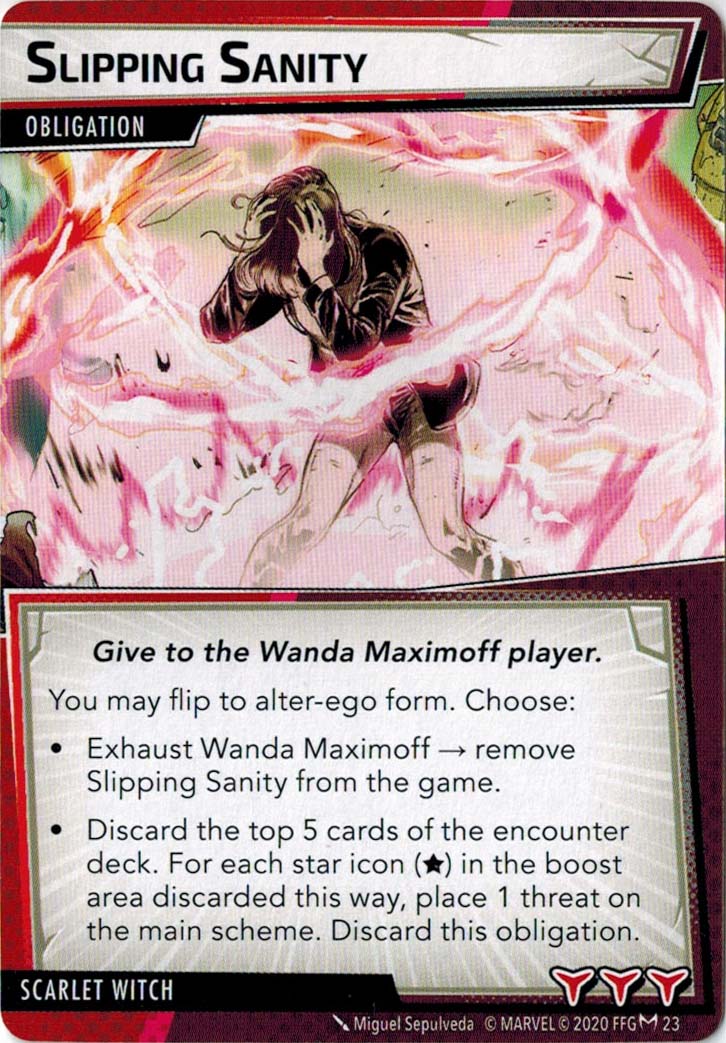 SLIPPING SANITY
OBLIGATION
Give to the Wanda Maximoff player.
You may flip to alter-ego form. Choose:
• Exhaust Wanda Maximoff → remove
Slipping Sanity from the game.
• Discard the top 5 cards of the encounter
deck. For each star icon (★) in the boost
area discarded this way, place 1 threat on
the main scheme. Discard this obligation.
SCARLET WITCH
Miguel Sepulveda © MARVEL © 2020 FFG 23